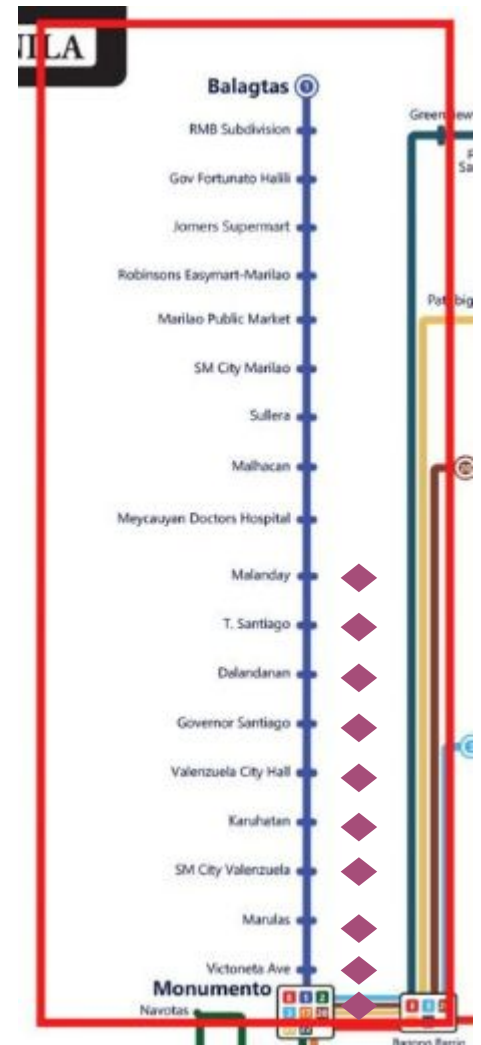 Balagtas
RMB Subdivision
Gov Fortunato Halili
Jomers Supermart
Robinsons Easymart-Marilao
Marilao Public Market
SM City Marilao
Sullera
Malhacan
Meycauyan Doctors Hospital
Malanday
T. Santiago
Dalandanan
Governor Santiago
Valenzuela City Hall
Karuhatan
SM City Valenzuela
Marulas
Victoneta Ave
Monumento
Navotas